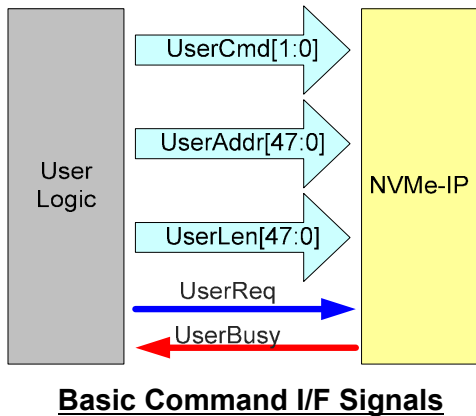 UserCmd[1:0]
UserAddr[47:0]
User
Logic
NVMe-IP
UserLen[47:0]
UserReq
UserBusy
Basic Command I/F Signals